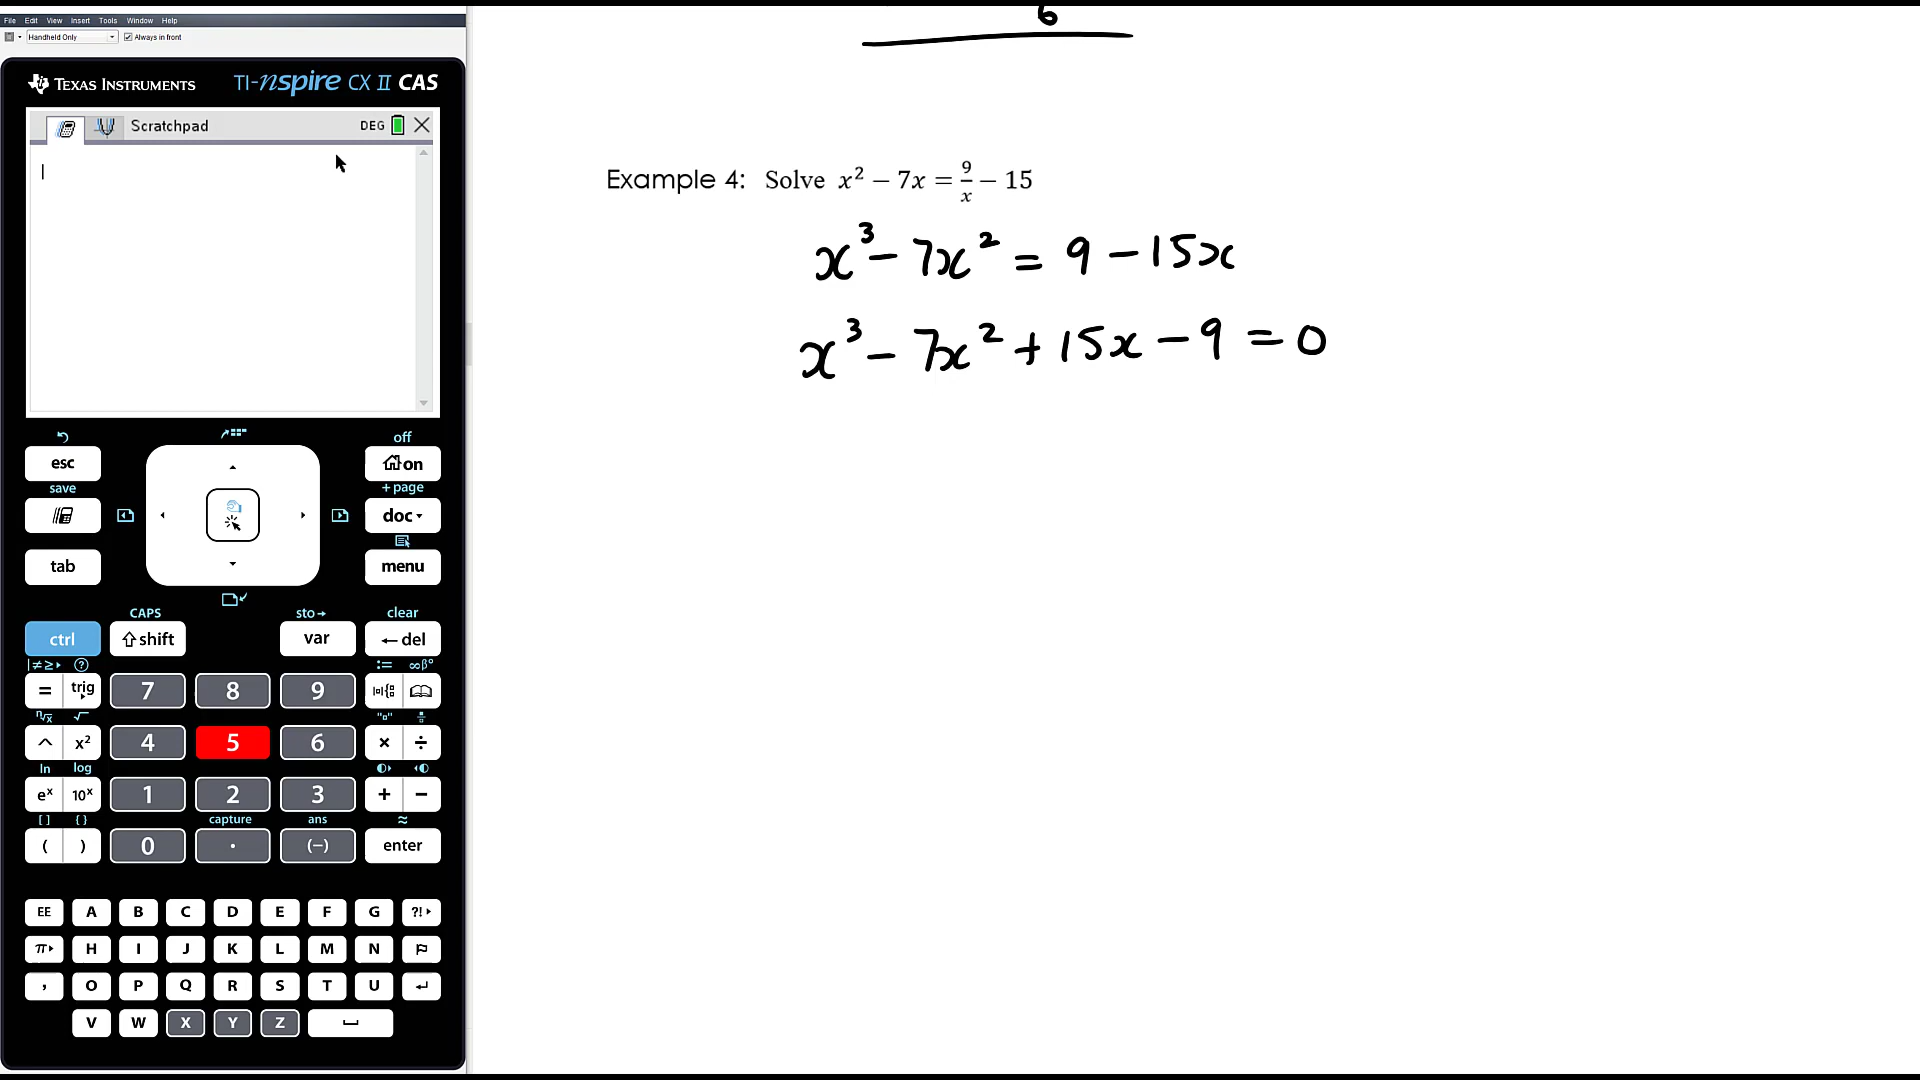 File Edit View Insert Tools Window Help
Handheld Only Always in front
6
TEXAS INSTRUMENTS TI-nspire CX II CAS
Scratchpad DEG
Example 4: Solve x² − 7x = 9/x − 15
x³ − 7x² = 9 − 15x
x³ − 7x² + 15x − 9 = 0
off
esc on
save + page
doc
tab menu
CAPS sto→ clear
ctrl ⇧shift var ←del
|≠≥▸ ? := ∞β°
= trig 7 8 9
ⁿ√x √ "□"
^ x² 4 5 6 × ÷
ln log
eˣ 10ˣ 1 2 3 + −
[ ] { } capture ans ≈
( ) 0 . (−) enter
EE A B C D E F G ?!▸
π▸ H I J K L M N
, O P Q R S T U ↵
V W X Y Z